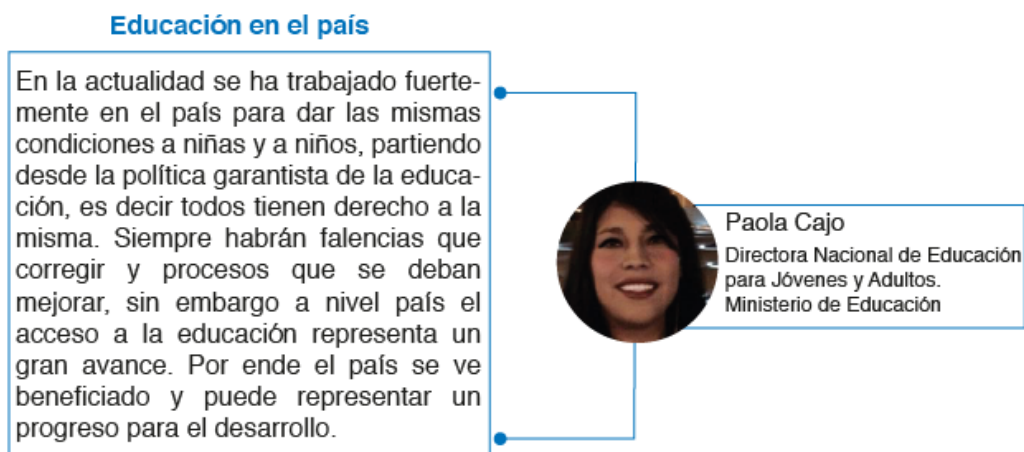 Educación en el país
En la actualidad se ha trabajado fuerte-
mente en el país para dar las mismas
condiciones a niñas y a niños, partiendo
desde la política garantista de la educa-
ción, es decir todos tienen derecho a la
misma. Siempre habrán falencias que
corregir y procesos que se deban
mejorar, sin embargo a nivel país el
acceso a la educación representa un
gran avance. Por ende el país se ve
beneficiado y puede representar un
progreso para el desarrollo.
Paola Cajo
Directora Nacional de Educación
para Jóvenes y Adultos.
Ministerio de Educación